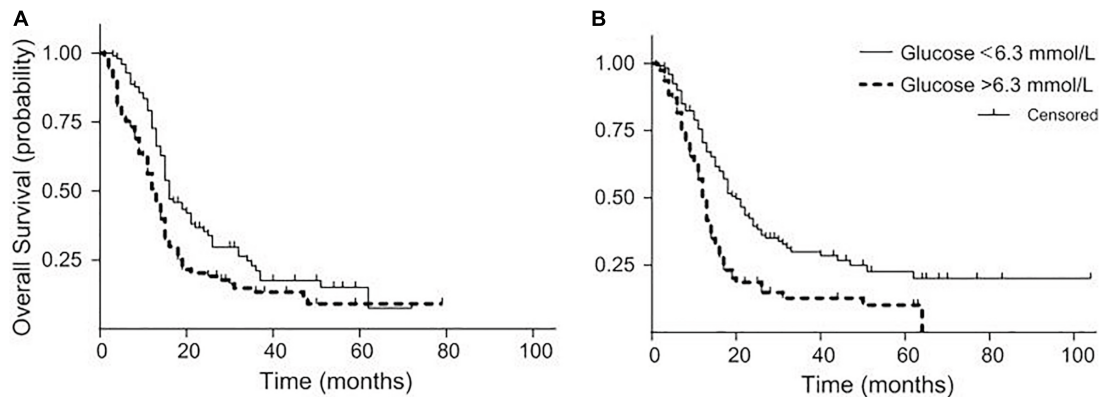 A
Overall Survival (probability)
1.00
0.75
0.50
0.25
0 20 40 60 80 100
Time (months)
B
Glucose <6.3 mmol/L
Glucose >6.3 mmol/L
Censored
1.00
0.75
0.50
0.25
0 20 40 60 80 100
Time (months)